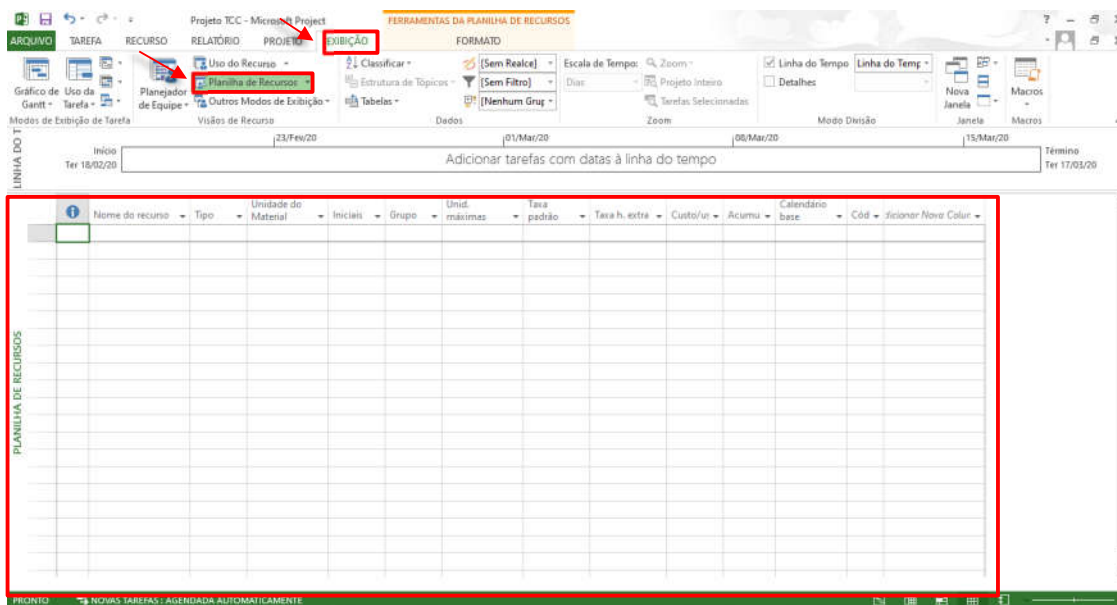 Projeto TCC - Microsoft Project FERRAMENTAS DA PLANILHA DE RECURSOS ?
ARQUIVO TAREFA RECURSO RELATÓRIO PROJETO EXIBIÇÃO FORMATO
Gráfico de Gantt
Uso da Tarefa
Modos de Exibição de Tarefa
Planejador de Equipe
Uso do Recurso
Planilha de Recursos
Outros Modos de Exibição
Visões de Recurso
Classificar
Estrutura de Tópicos
Tabelas
[Sem Realce]
[Sem Filtro]
Dados
Escala de Tempo:
Dias
Zoom
Projeto Inteiro
Tarefas Selecionadas
Zoom
Linha do Tempo
Detalhes
Modo Divisão
Nova Janela
Janela
Macros
Macros
23/Fev/20 01/Mar/20 08/Mar/20 15/Mar/20
Início
Ter 18/02/20
Adicionar tarefas com datas à linha do tempo
Término
Ter 17/03/20
LINHA DO T
Nome do recurso Tipo Unidade do Material Iniciais Grupo Unid. máximas Taxa padrão Taxa h. extra Custo/u Acumu Calendário base Cód dicionar Nova Colur
PLANILHA DE RECURSOS
PRONTO NOVAS TAREFAS : AGENDADA AUTOMATICAMENTE